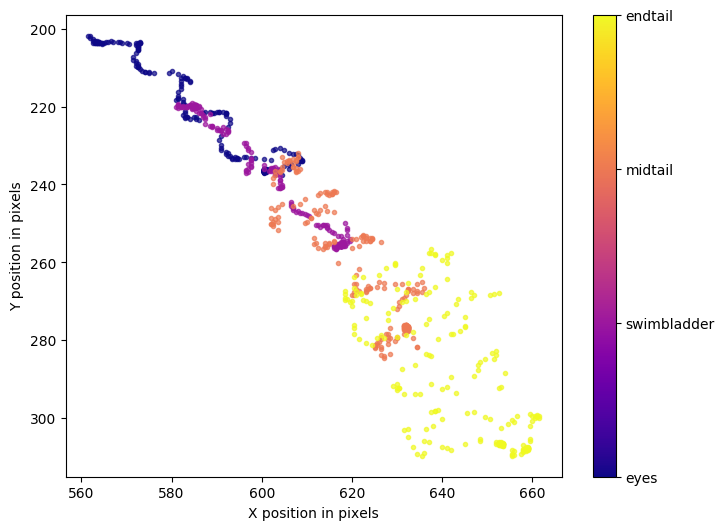 200
220
240
260
280
300
Y position in pixels
560
580
600
620
640
660
X position in pixels
endtail
midtail
swimbladder
eyes